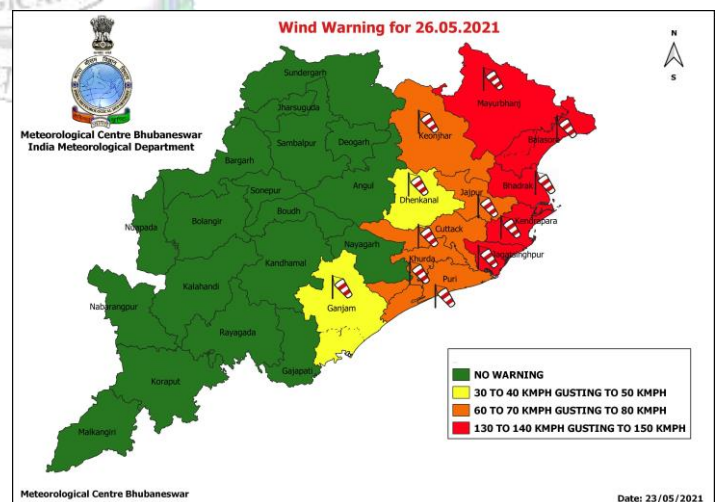 Wind Warning for 26.05.2021
N
S
Meteorological Centre Bhubaneswar
India Meteorological Department
Sundergarh
Mayurbhanj
Jharsuguda
Keonjhar
Balasore
Sambalpur
Deogarh
Bargarh
Angul
Bhadrak
Sonepur
Dhenkanal
Jajpur
Nuapada
Bolangir
Boudh
Kendrapara
Cuttack
Nayagarh
Jagatsinghpur
Kandhamal
Khurda
Puri
Kalahandi
Nabarangpur
Ganjam
Rayagada
Gajapati
Koraput
Malkangiri
NO WARNING
30 TO 40 KMPH GUSTING TO 50 KMPH
60 TO 70 KMPH GUSTING TO 80 KMPH
130 TO 140 KMPH GUSTING TO 150 KMPH
Meteorological Centre Bhubaneswar
Date: 23/05/2021